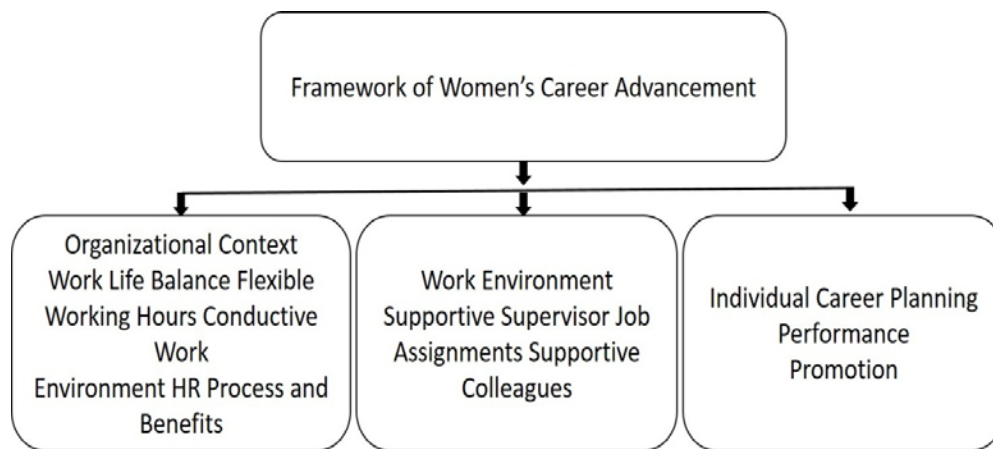 Framework of Women’s Career Advancement
Organizational Context
Work Life Balance Flexible
Working Hours Conductive
Work
Environment HR Process and
Benefits
Work Environment
Supportive Supervisor Job
Assignments Supportive
Colleagues
Individual Career Planning
Performance
Promotion